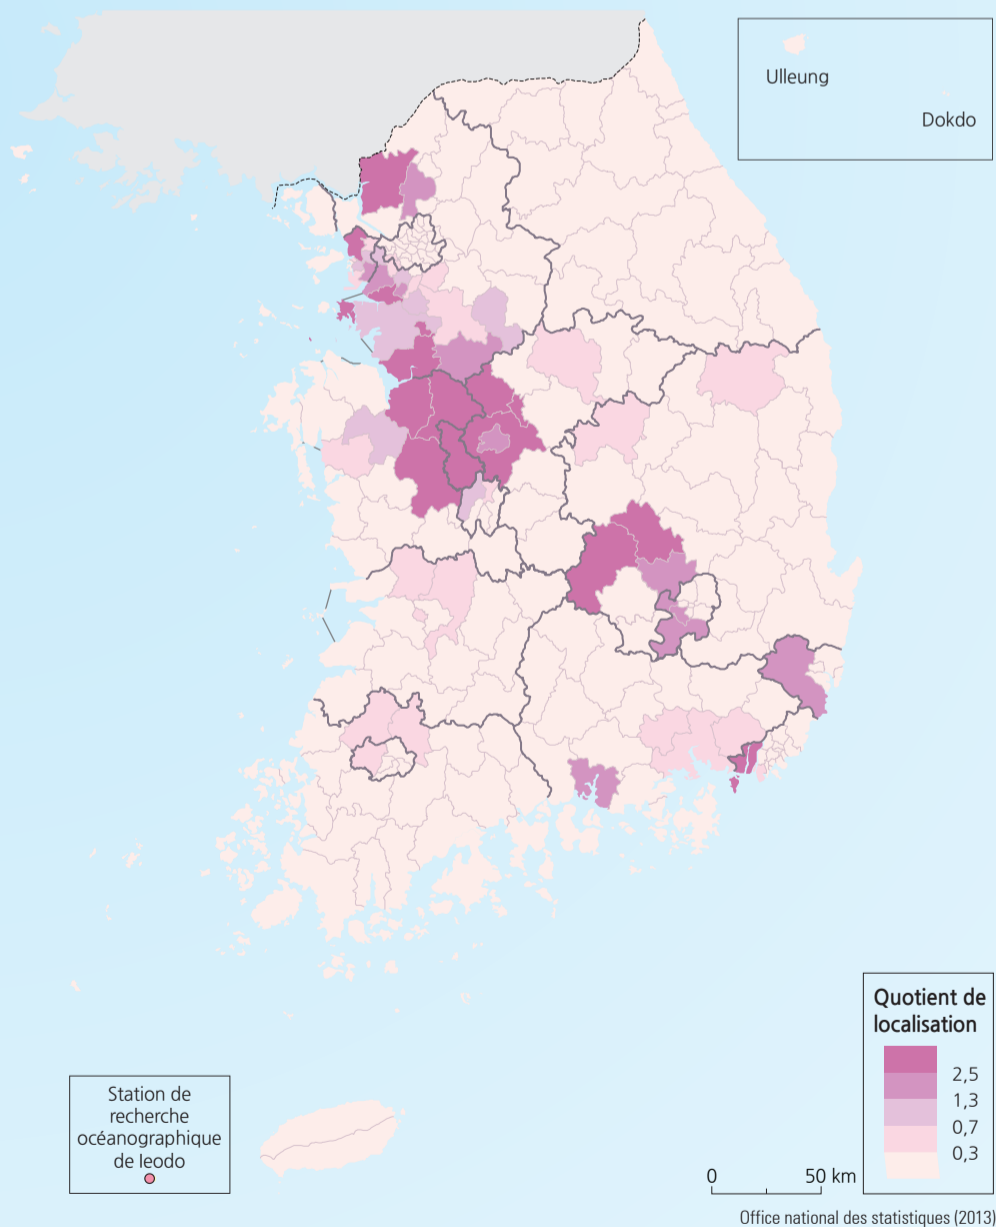 Ulleung
Dokdo
Quotient de
localisation
2,5
1,3
0,7
0,3
Station de
recherche
océanographique
de Ieodo
0 50 km
Office national des statistiques (2013)